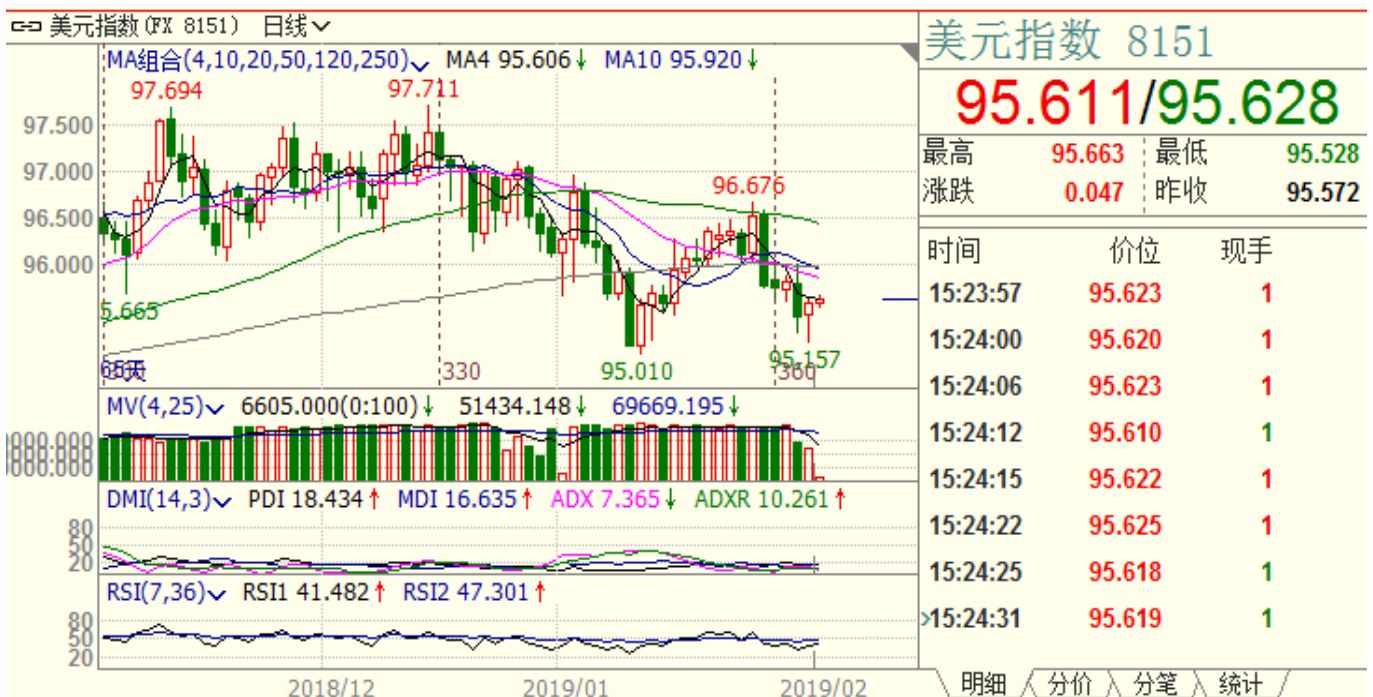 美元指数(FX 8151) 日线
MA组合(4,10,20,50,120,250) MA4 95.606↓ MA10 95.920↓
97.694
97.711
97.500
97.000
96.676
96.500
96.000
5.665
95.010
95.157
65天
330
360
MV(4,25) 6605.000(0:100)↓ 51434.148↓ 69669.195↓
000.000
000.000
DMI(14,3) PDI 18.434↑ MDI 16.635↑ ADX 7.365↓ ADXR 10.261↑
80
50
20
RSI(7,36) RSI1 41.482↑ RSI2 47.301↑
80
50
20
2018/12 2019/01 2019/02
美元指数 8151
95.611/95.628
最高 95.663 最低 95.528
涨跌 0.047 昨收 95.572
时间 价位 现手
15:23:57 95.623 1
15:24:00 95.620 1
15:24:06 95.623 1
15:24:12 95.610 1
15:24:15 95.622 1
15:24:22 95.625 1
15:24:25 95.618 1
>15:24:31 95.619 1
明细 分价 分笔 统计